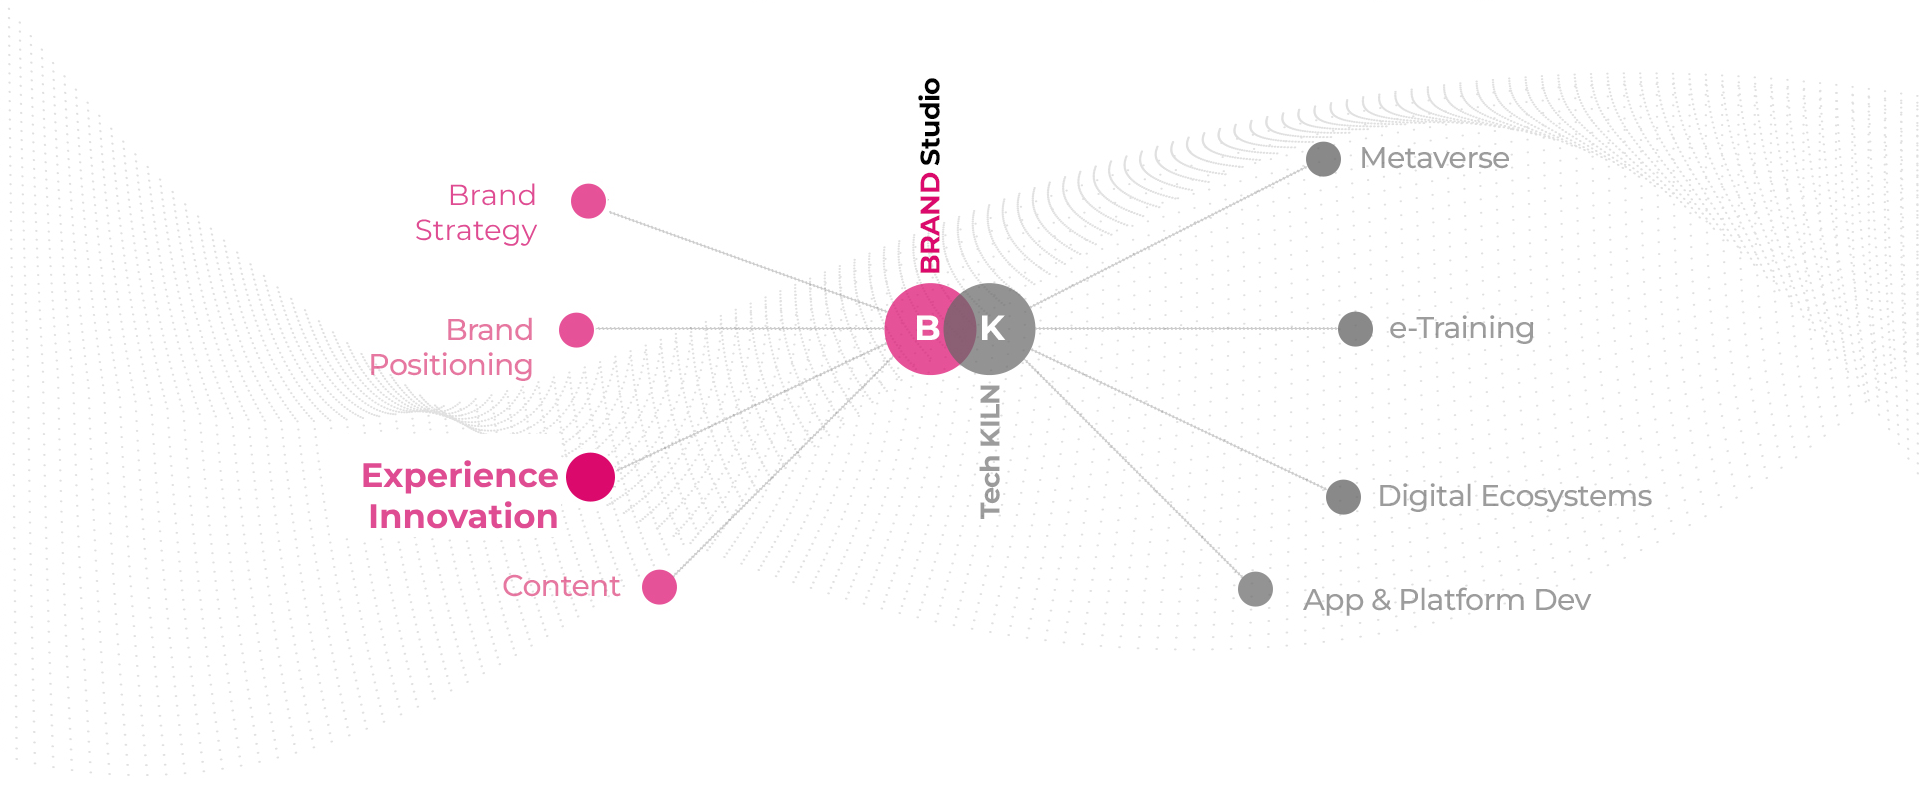 BRAND Studio
Brand
Strategy
Brand
Positioning
Experience
Innovation
Content
B
K
Tech KILN
Metaverse
e-Training
Digital Ecosystems
App & Platform Dev